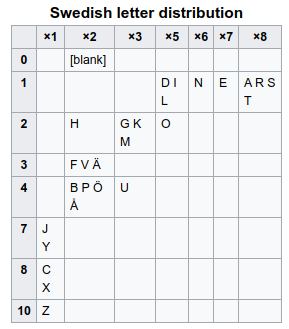 Swedish letter distribution
×1 ×2 ×3 ×5 ×6 ×7 ×8
0 [blank]
1 D I L N E A R S T
2 H G K M O
3 F V Ä
4 B P Ö Å U
7 J Y
8 C X
10 Z